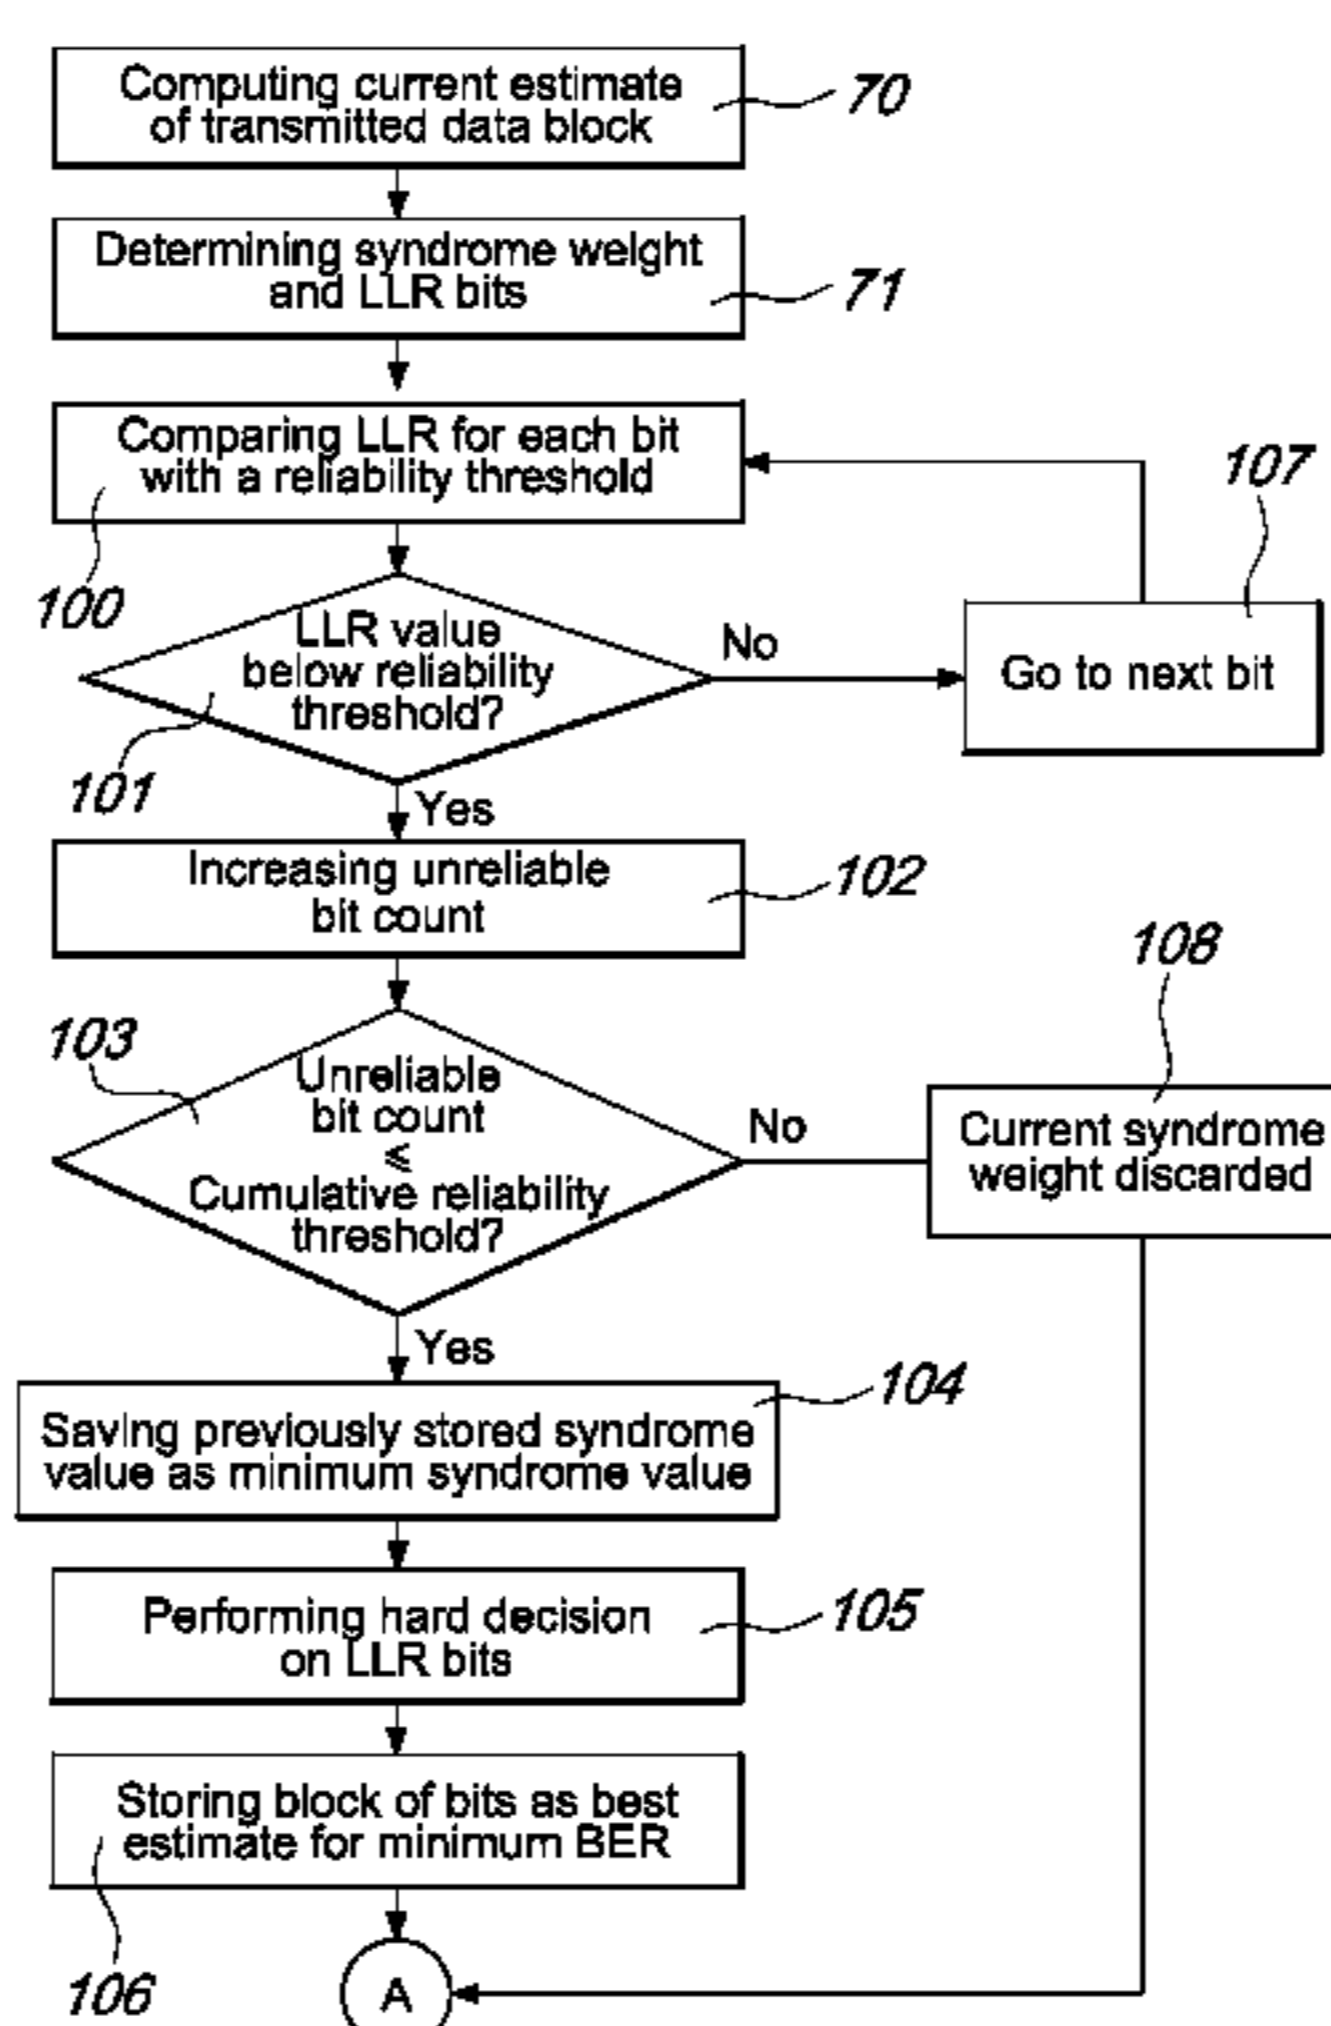 Computing current estimate
of transmitted data block
70
Determining syndrome weight
and LLR bits
71
Comparing LLR for each bit
with a reliability threshold
100
107
LLR value
below reliability
threshold?
101
No
Go to next bit
Yes
Increasing unreliable
bit count
102
108
103
Unreliable
bit count
≤
Cumulative reliability
threshold?
No
Current syndrome
weight discarded
Yes
104
Saving previously stored syndrome
value as minimum syndrome value
Performing hard decision
on LLR bits
105
Storing block of bits as best
estimate for minimum BER
106
A